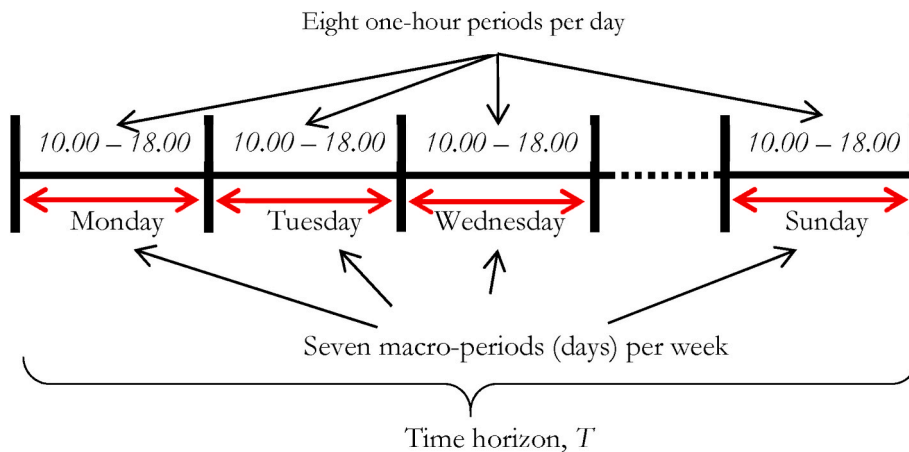 Eight one-hour periods per day
10.00 – 18.00 10.00 – 18.00 10.00 – 18.00 10.00 – 18.00
Monday Tuesday Wednesday Sunday
Seven macro-periods (days) per week
Time horizon, T